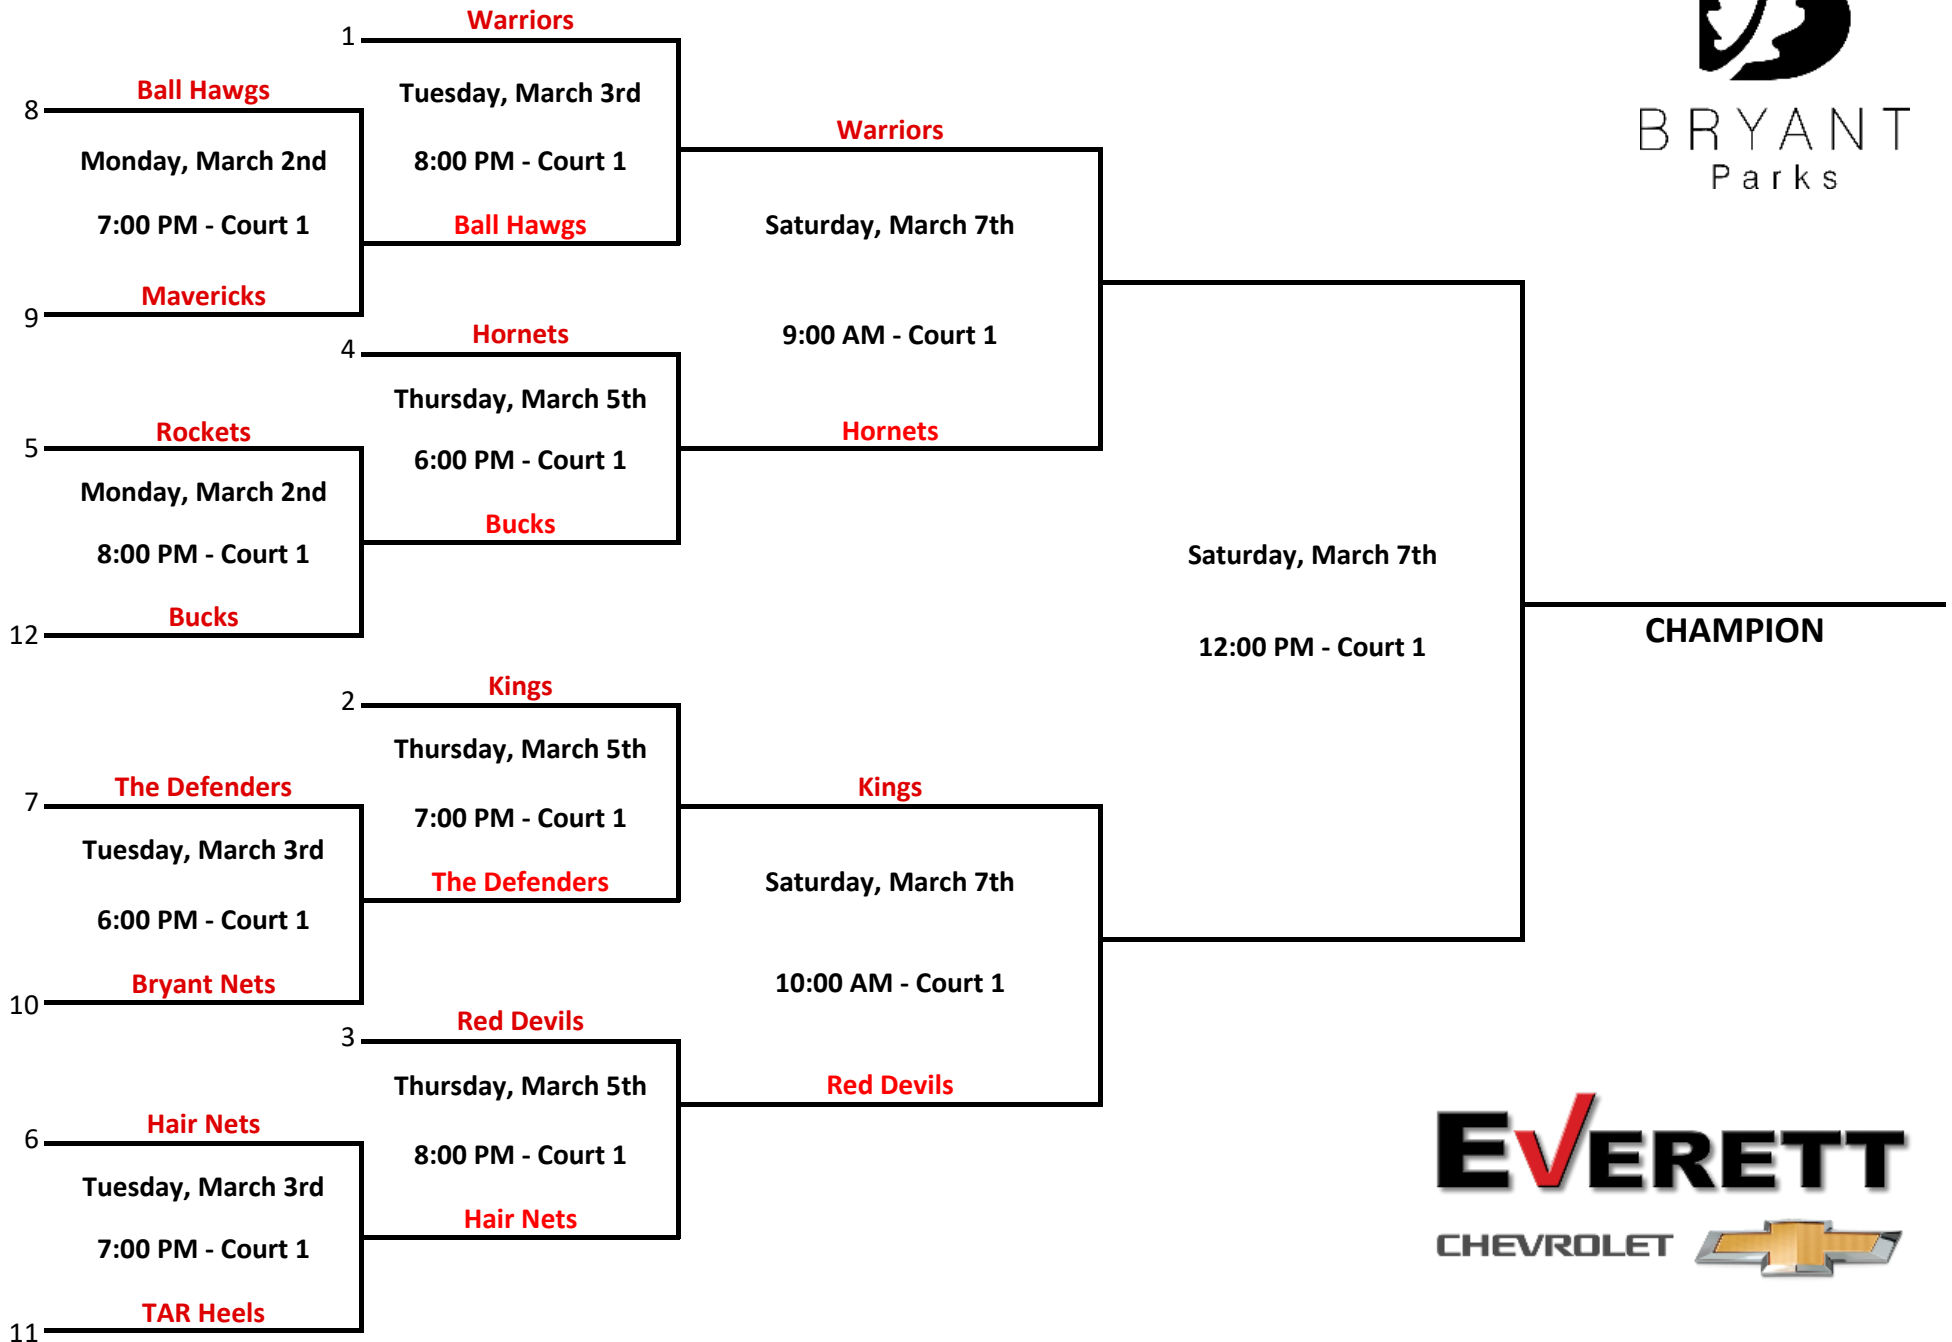 Warriors
1
Ball Hawgs
8
Tuesday, March 3rd
Warriors
BRYANT
Parks
Monday, March 2nd
8:00 PM - Court 1
7:00 PM - Court 1
Ball Hawgs
Saturday, March 7th
Mavericks
9
Hornets
4
9:00 AM - Court 1
Thursday, March 5th
Rockets
5
Hornets
6:00 PM - Court 1
Monday, March 2nd
Bucks
8:00 PM - Court 1
Saturday, March 7th
Bucks
12
CHAMPION
12:00 PM - Court 1
Kings
2
Thursday, March 5th
The Defenders
7
Kings
7:00 PM - Court 1
Tuesday, March 3rd
The Defenders
Saturday, March 7th
6:00 PM - Court 1
Bryant Nets
10
10:00 AM - Court 1
Red Devils
3
Thursday, March 5th
Red Devils
Hair Nets
6
8:00 PM - Court 1
EVERETT
Tuesday, March 3rd
Hair Nets
7:00 PM - Court 1
CHEVROLET
TAR Heels
11